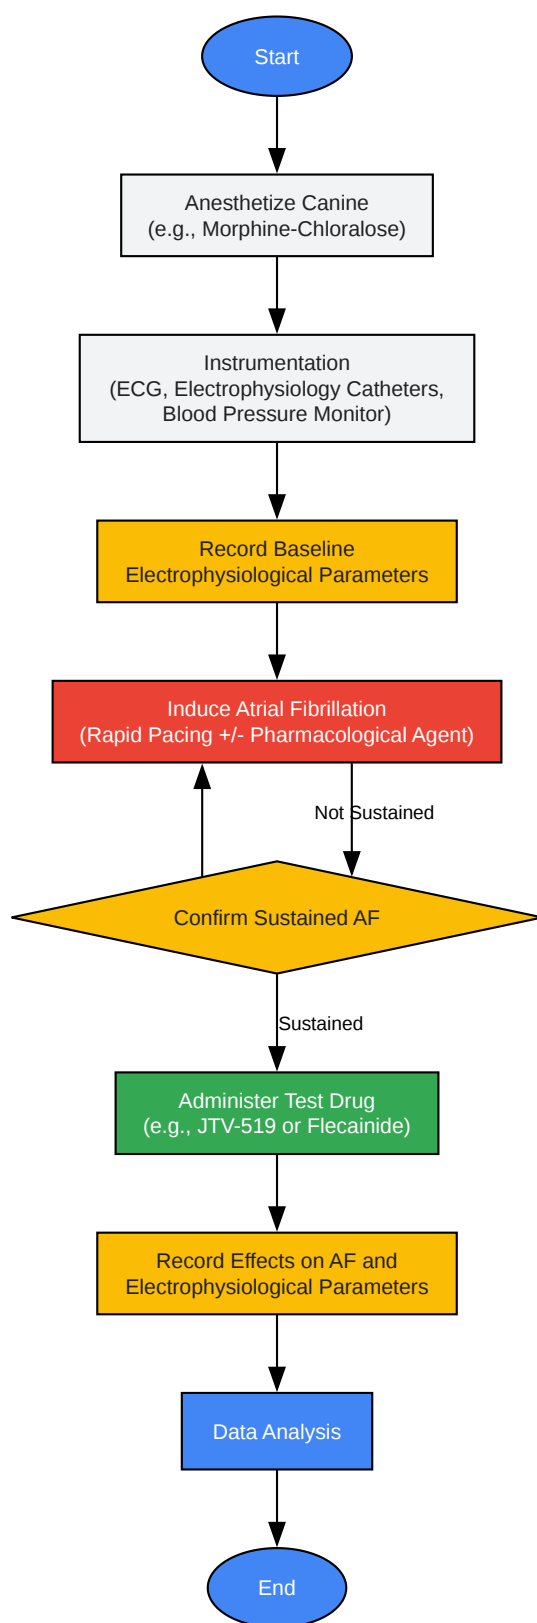 Start
Anesthetize Canine
(e.g., Morphine-Chloralose)
Instrumentation
(ECG, Electrophysiology Catheters,
Blood Pressure Monitor)
Record Baseline
Electrophysiological Parameters
Induce Atrial Fibrillation
(Rapid Pacing +/- Pharmacological Agent)
Not Sustained
Confirm Sustained AF
Sustained
Administer Test Drug
(e.g., JTV-519 or Flecainide)
Record Effects on AF and
Electrophysiological Parameters
Data Analysis
End